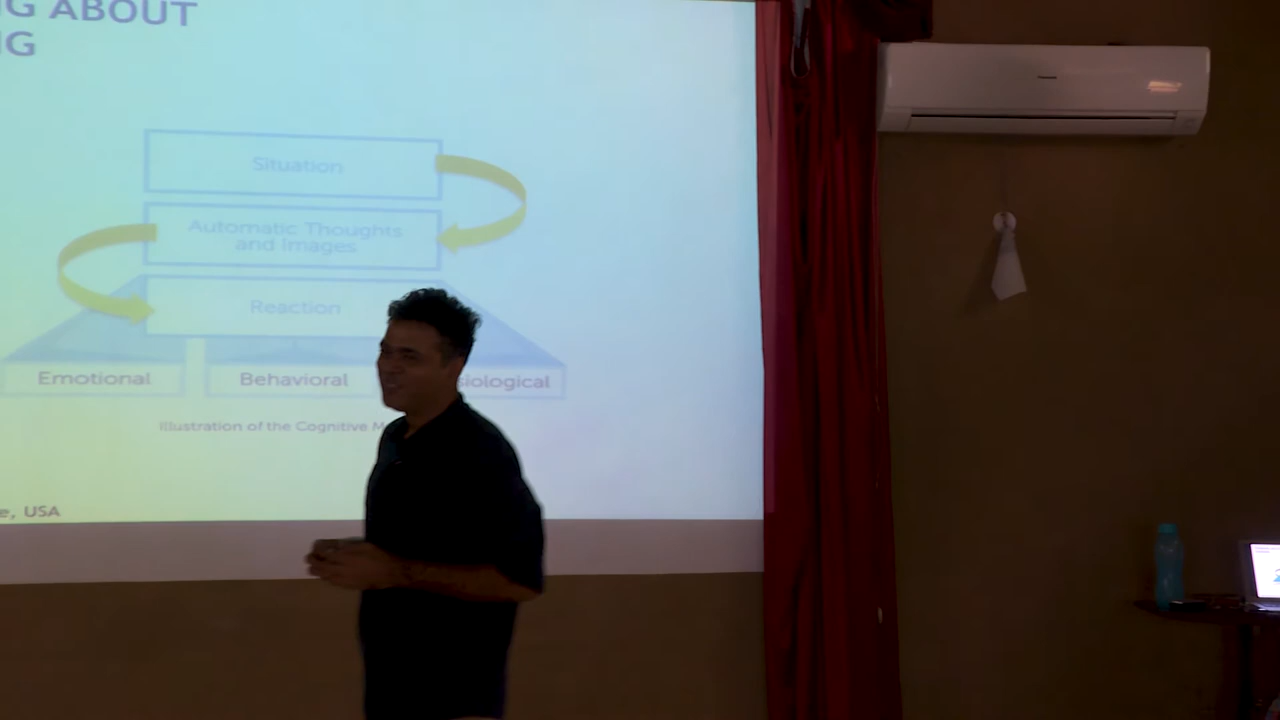 G ABOUT
G
Situation
Automatic Thoughts
and Images
Reaction
Emotional
Behavioral
siological
Illustration of the Cognitive M
e, USA